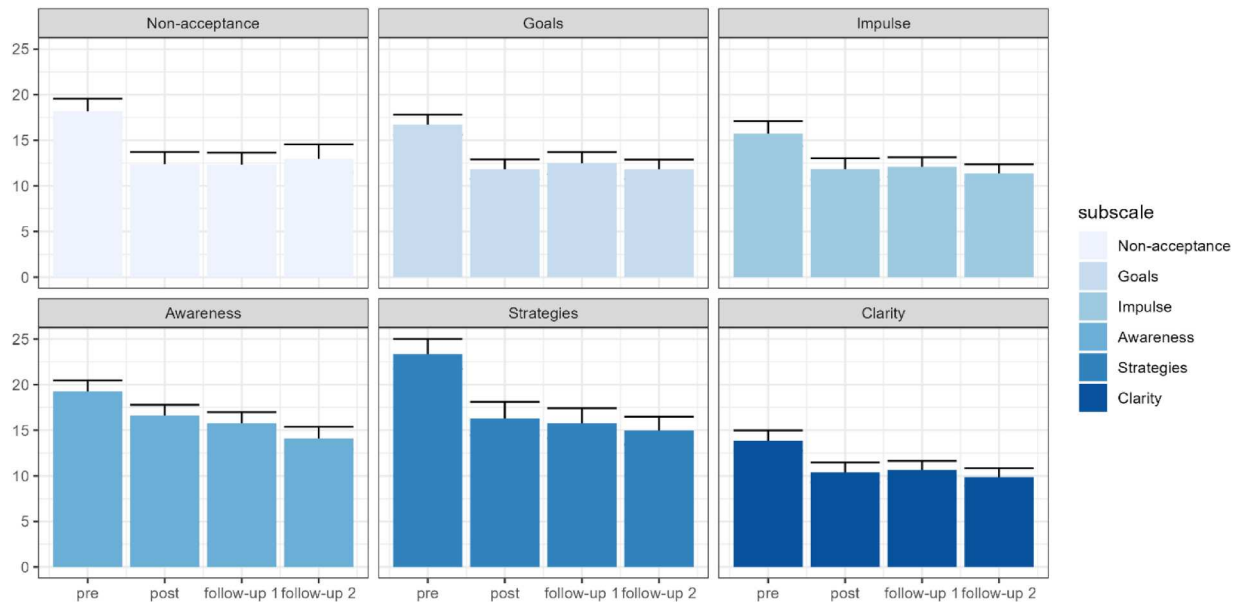 Non-acceptance Goals Impulse
25
20
15
10
5
0
Awareness Strategies Clarity
25
20
15
10
5
0
pre post follow-up 1 follow-up 2 pre post follow-up 1 follow-up 2 pre post follow-up 1 follow-up 2
subscale
Non-acceptance
Goals
Impulse
Awareness
Strategies
Clarity